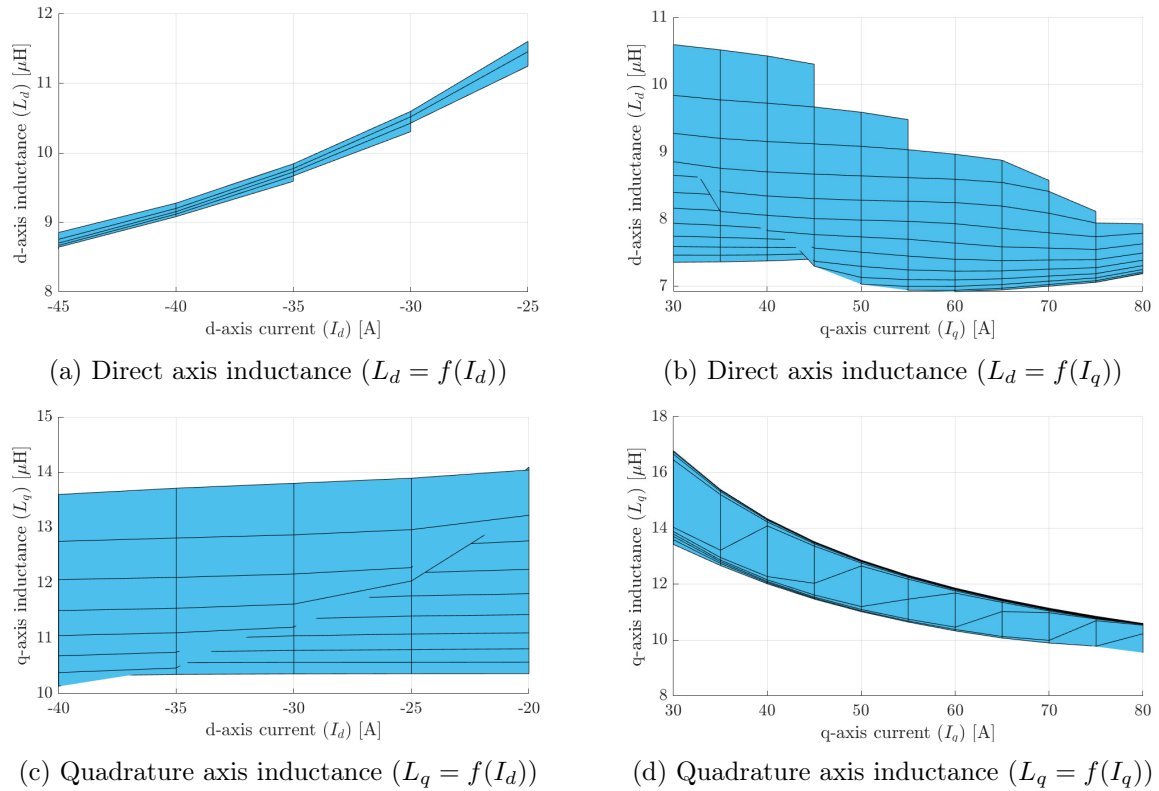 12
11
10
9
8
d-axis inductance (L_d) [μH]
-45 -40 -35 -30 -25
d-axis current (I_d) [A]
(a) Direct axis inductance (L_d = f(I_d))
11
10
9
8
7
d-axis inductance (L_d) [μH]
30 40 50 60 70 80
q-axis current (I_q) [A]
(b) Direct axis inductance (L_d = f(I_q))
15
14
13
12
11
10
q-axis inductance (L_q) [μH]
-40 -35 -30 -25 -20
d-axis current (I_d) [A]
(c) Quadrature axis inductance (L_q = f(I_d))
18
16
14
12
10
8
q-axis inductance (L_q) [μH]
30 40 50 60 70 80
q-axis current (I_q) [A]
(d) Quadrature axis inductance (L_q = f(I_q))